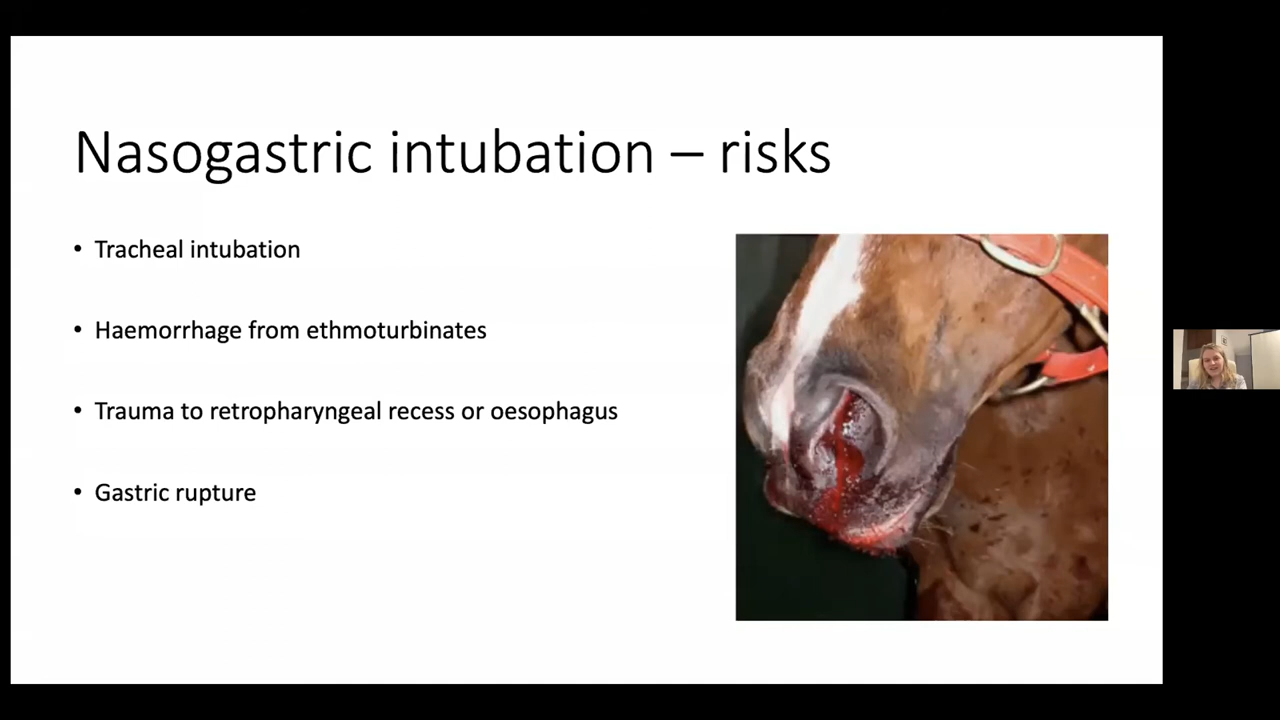 Nasogastric intubation – risks
• Tracheal intubation
• Haemorrhage from ethmoturbinates
• Trauma to retropharyngeal recess or oesophagus
• Gastric rupture